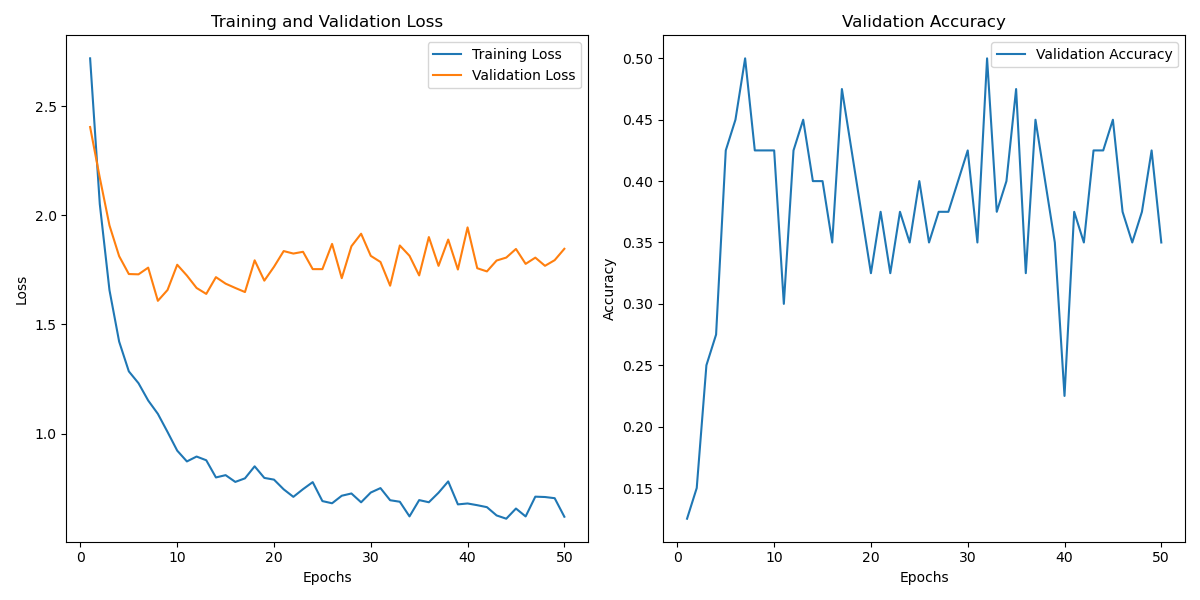 Training and Validation Loss
Training Loss
Validation Loss
2.5
2.0
1.5
1.0
Loss
0 10 20 30 40 50
Epochs
Validation Accuracy
Validation Accuracy
0.50
0.45
0.40
0.35
0.30
0.25
0.20
0.15
Accuracy
0 10 20 30 40 50
Epochs